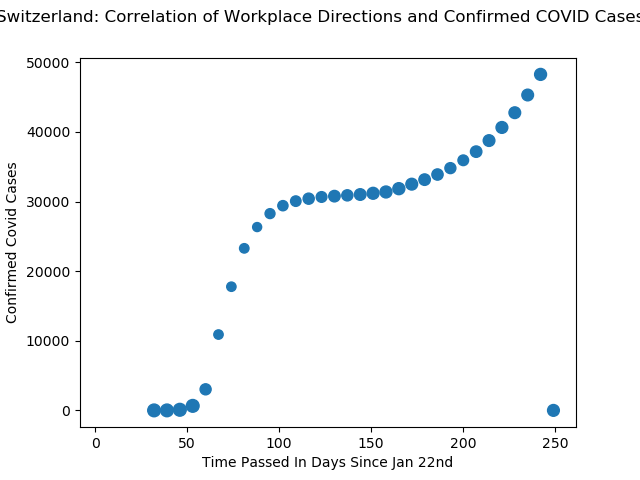 Switzerland: Correlation of Workplace Directions and Confirmed COVID Cases
50000
40000
30000
20000
10000
0
Confirmed Covid Cases
0 50 100 150 200 250
Time Passed In Days Since Jan 22nd